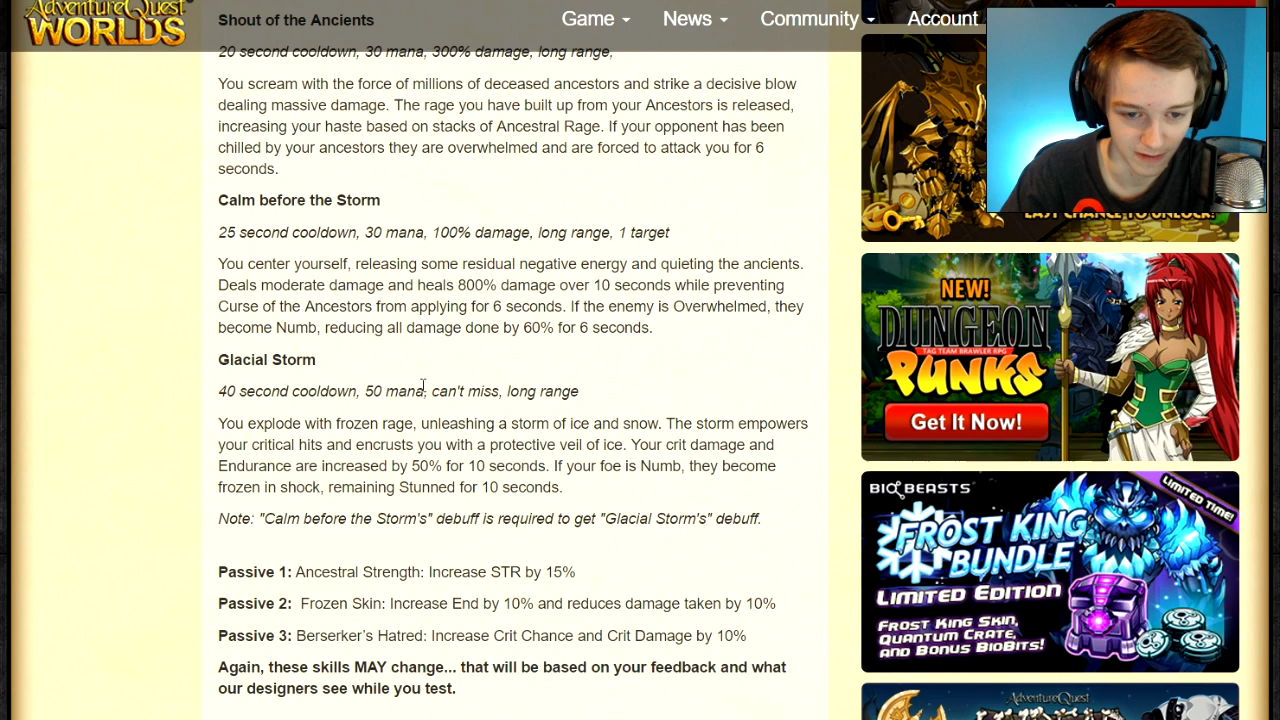 AdventureQuest
WORLDS
Game
News
Community
Account
Shout of the Ancients
20 second cooldown, 30 mana, 300% damage, long range,
You scream with the force of millions of deceased ancestors and strike a decisive blow
dealing massive damage. The rage you have built up from your Ancestors is released,
increasing your haste based on stacks of Ancestral Rage. If your opponent has been
chilled by your ancestors they are overwhelmed and are forced to attack you for 6
seconds.
Calm before the Storm
25 second cooldown, 30 mana, 100% damage, long range, 1 target
You center yourself, releasing some residual negative energy and quieting the ancients.
Deals moderate damage and heals 800% damage over 10 seconds while preventing
Curse of the Ancestors from applying for 6 seconds. If the enemy is Overwhelmed, they
become Numb, reducing all damage done by 60% for 6 seconds.
Glacial Storm
40 second cooldown, 50 mana, can't miss, long range
You explode with frozen rage, unleashing a storm of ice and snow. The storm empowers
your critical hits and encrusts you with a protective veil of ice. Your crit damage and
Endurance are increased by 50% for 10 seconds. If your foe is Numb, they become
frozen in shock, remaining Stunned for 10 seconds.
Note: "Calm before the Storm's" debuff is required to get "Glacial Storm's" debuff.
Passive 1: Ancestral Strength: Increase STR by 15%
Passive 2: Frozen Skin: Increase End by 10% and reduces damage taken by 10%
Passive 3: Berserker's Hatred: Increase Crit Chance and Crit Damage by 10%
Again, these skills MAY change... that will be based on your feedback and what
our designers see while you test.
LAST CHANCE TO UNLOCK!
NEW!
DUNGEON
TAG TEAM BRAWLER RPG
PUNKS
Get It Now!
BIOBEASTS
LIMITED TIME!
FROST KING
BUNDLE
LIMITED EDITION
FROST KING SKIN,
QUANTUM CRATE,
AND BONUS BIOBITS!
AdventureQuest